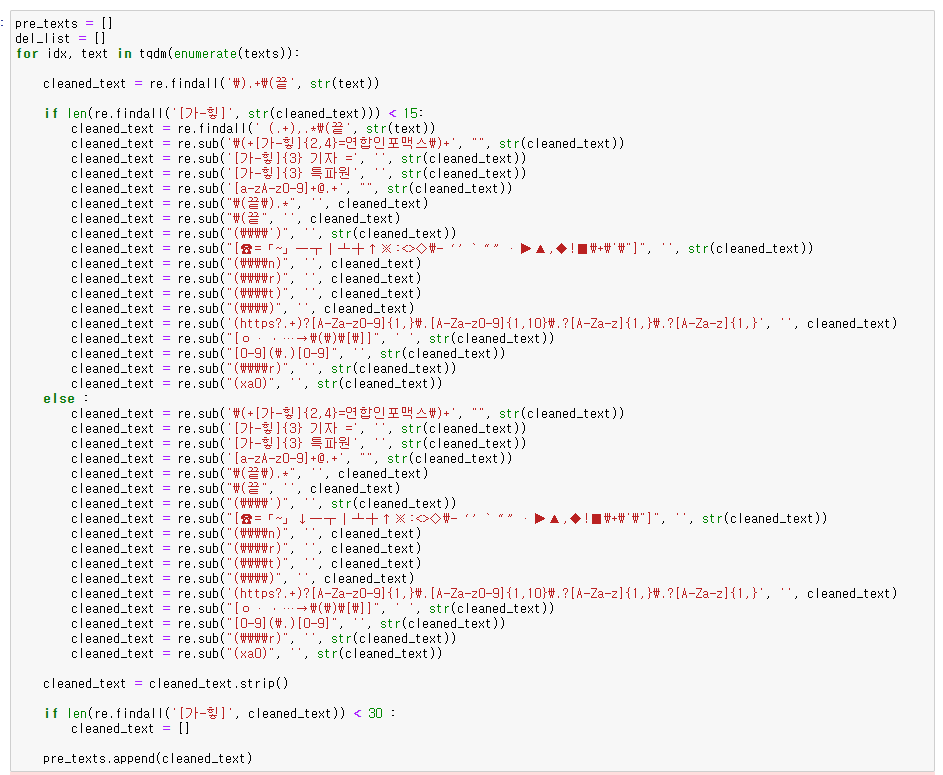 pre_texts = []
del_list = []
for idx, text in tqdm(enumerate(texts)):
    cleaned_text = re.findall('₩).+₩(끝', str(text))
    if len(re.findall('[가-힣]', str(cleaned_text))) < 15:
        cleaned_text = re.findall(' (.+),.*₩(끝', str(text))
        cleaned_text = re.sub('₩(+[가-힣]{2,4}=연합인포맥스₩)+', "", str(cleaned_text))
        cleaned_text = re.sub('[가-힣]{3} 기자 =', '', str(cleaned_text))
        cleaned_text = re.sub('[가-힣]{3} 특파원', '', str(cleaned_text))
        cleaned_text = re.sub('[a-zA-z0-9]+@.+', "", str(cleaned_text))
        cleaned_text = re.sub("₩(끝₩).*", '', cleaned_text)
        cleaned_text = re.sub("₩(끝", '', cleaned_text)
        cleaned_text = re.sub("(₩₩₩₩')", '', str(cleaned_text))
        cleaned_text = re.sub("[☎=「~」ㅡㅜㅣㅗ┼↑※:<>◇₩-‘’`“”·▶▲,◆!■₩+₩'₩"]", '', str(cleaned_text))
        cleaned_text = re.sub("(₩₩₩₩n)", '', cleaned_text)
        cleaned_text = re.sub("(₩₩₩₩r)", '', cleaned_text)
        cleaned_text = re.sub("(₩₩₩₩t)", '', cleaned_text)
        cleaned_text = re.sub("(₩₩₩₩)", '', cleaned_text)
        cleaned_text = re.sub('(https?.+)?[A-Za-z0-9]{1,}₩.[A-Za-z0-9]{1,10}₩.?[A-Za-z]{1,}₩.?[A-Za-z]{1,}', '', cleaned_text)
        cleaned_text = re.sub("[ㅇ··…→₩(₩)₩[₩]]", ' ', str(cleaned_text))
        cleaned_text = re.sub("[0-9](₩.)[0-9]", '', str(cleaned_text))
        cleaned_text = re.sub("(₩₩₩₩r)", '', str(cleaned_text))
        cleaned_text = re.sub("(xa0)", '', str(cleaned_text))
    else :
        cleaned_text = re.sub('₩(+[가-힣]{2,4}=연합인포맥스₩)+', "", str(cleaned_text))
        cleaned_text = re.sub('[가-힣]{3} 기자 =', '', str(cleaned_text))
        cleaned_text = re.sub('[가-힣]{3} 특파원', '', str(cleaned_text))
        cleaned_text = re.sub('[a-zA-z0-9]+@.+', "", str(cleaned_text))
        cleaned_text = re.sub("₩(끝₩).*", '', cleaned_text)
        cleaned_text = re.sub("₩(끝", '', cleaned_text)
        cleaned_text = re.sub("(₩₩₩₩')", '', str(cleaned_text))
        cleaned_text = re.sub("[☎=「~」↓ㅡㅜㅣㅗ┼↑※:<>◇₩-‘’`“”·▶▲,◆!■₩+₩'₩"]", '', str(cleaned_text))
        cleaned_text = re.sub("(₩₩₩₩n)", '', cleaned_text)
        cleaned_text = re.sub("(₩₩₩₩r)", '', cleaned_text)
        cleaned_text = re.sub("(₩₩₩₩t)", '', cleaned_text)
        cleaned_text = re.sub("(₩₩₩₩)", '', cleaned_text)
        cleaned_text = re.sub('(https?.+)?[A-Za-z0-9]{1,}₩.[A-Za-z0-9]{1,10}₩.?[A-Za-z]{1,}₩.?[A-Za-z]{1,}', '', cleaned_text)
        cleaned_text = re.sub("[ㅇ··…→₩(₩)₩[₩]]", ' ', str(cleaned_text))
        cleaned_text = re.sub("[0-9](₩.)[0-9]", '', str(cleaned_text))
        cleaned_text = re.sub("(₩₩₩₩r)", '', str(cleaned_text))
        cleaned_text = re.sub("(xa0)", '', str(cleaned_text))
    cleaned_text = cleaned_text.strip()
    if len(re.findall('[가-힣]', cleaned_text)) < 30 :
        cleaned_text = []
    pre_texts.append(cleaned_text)